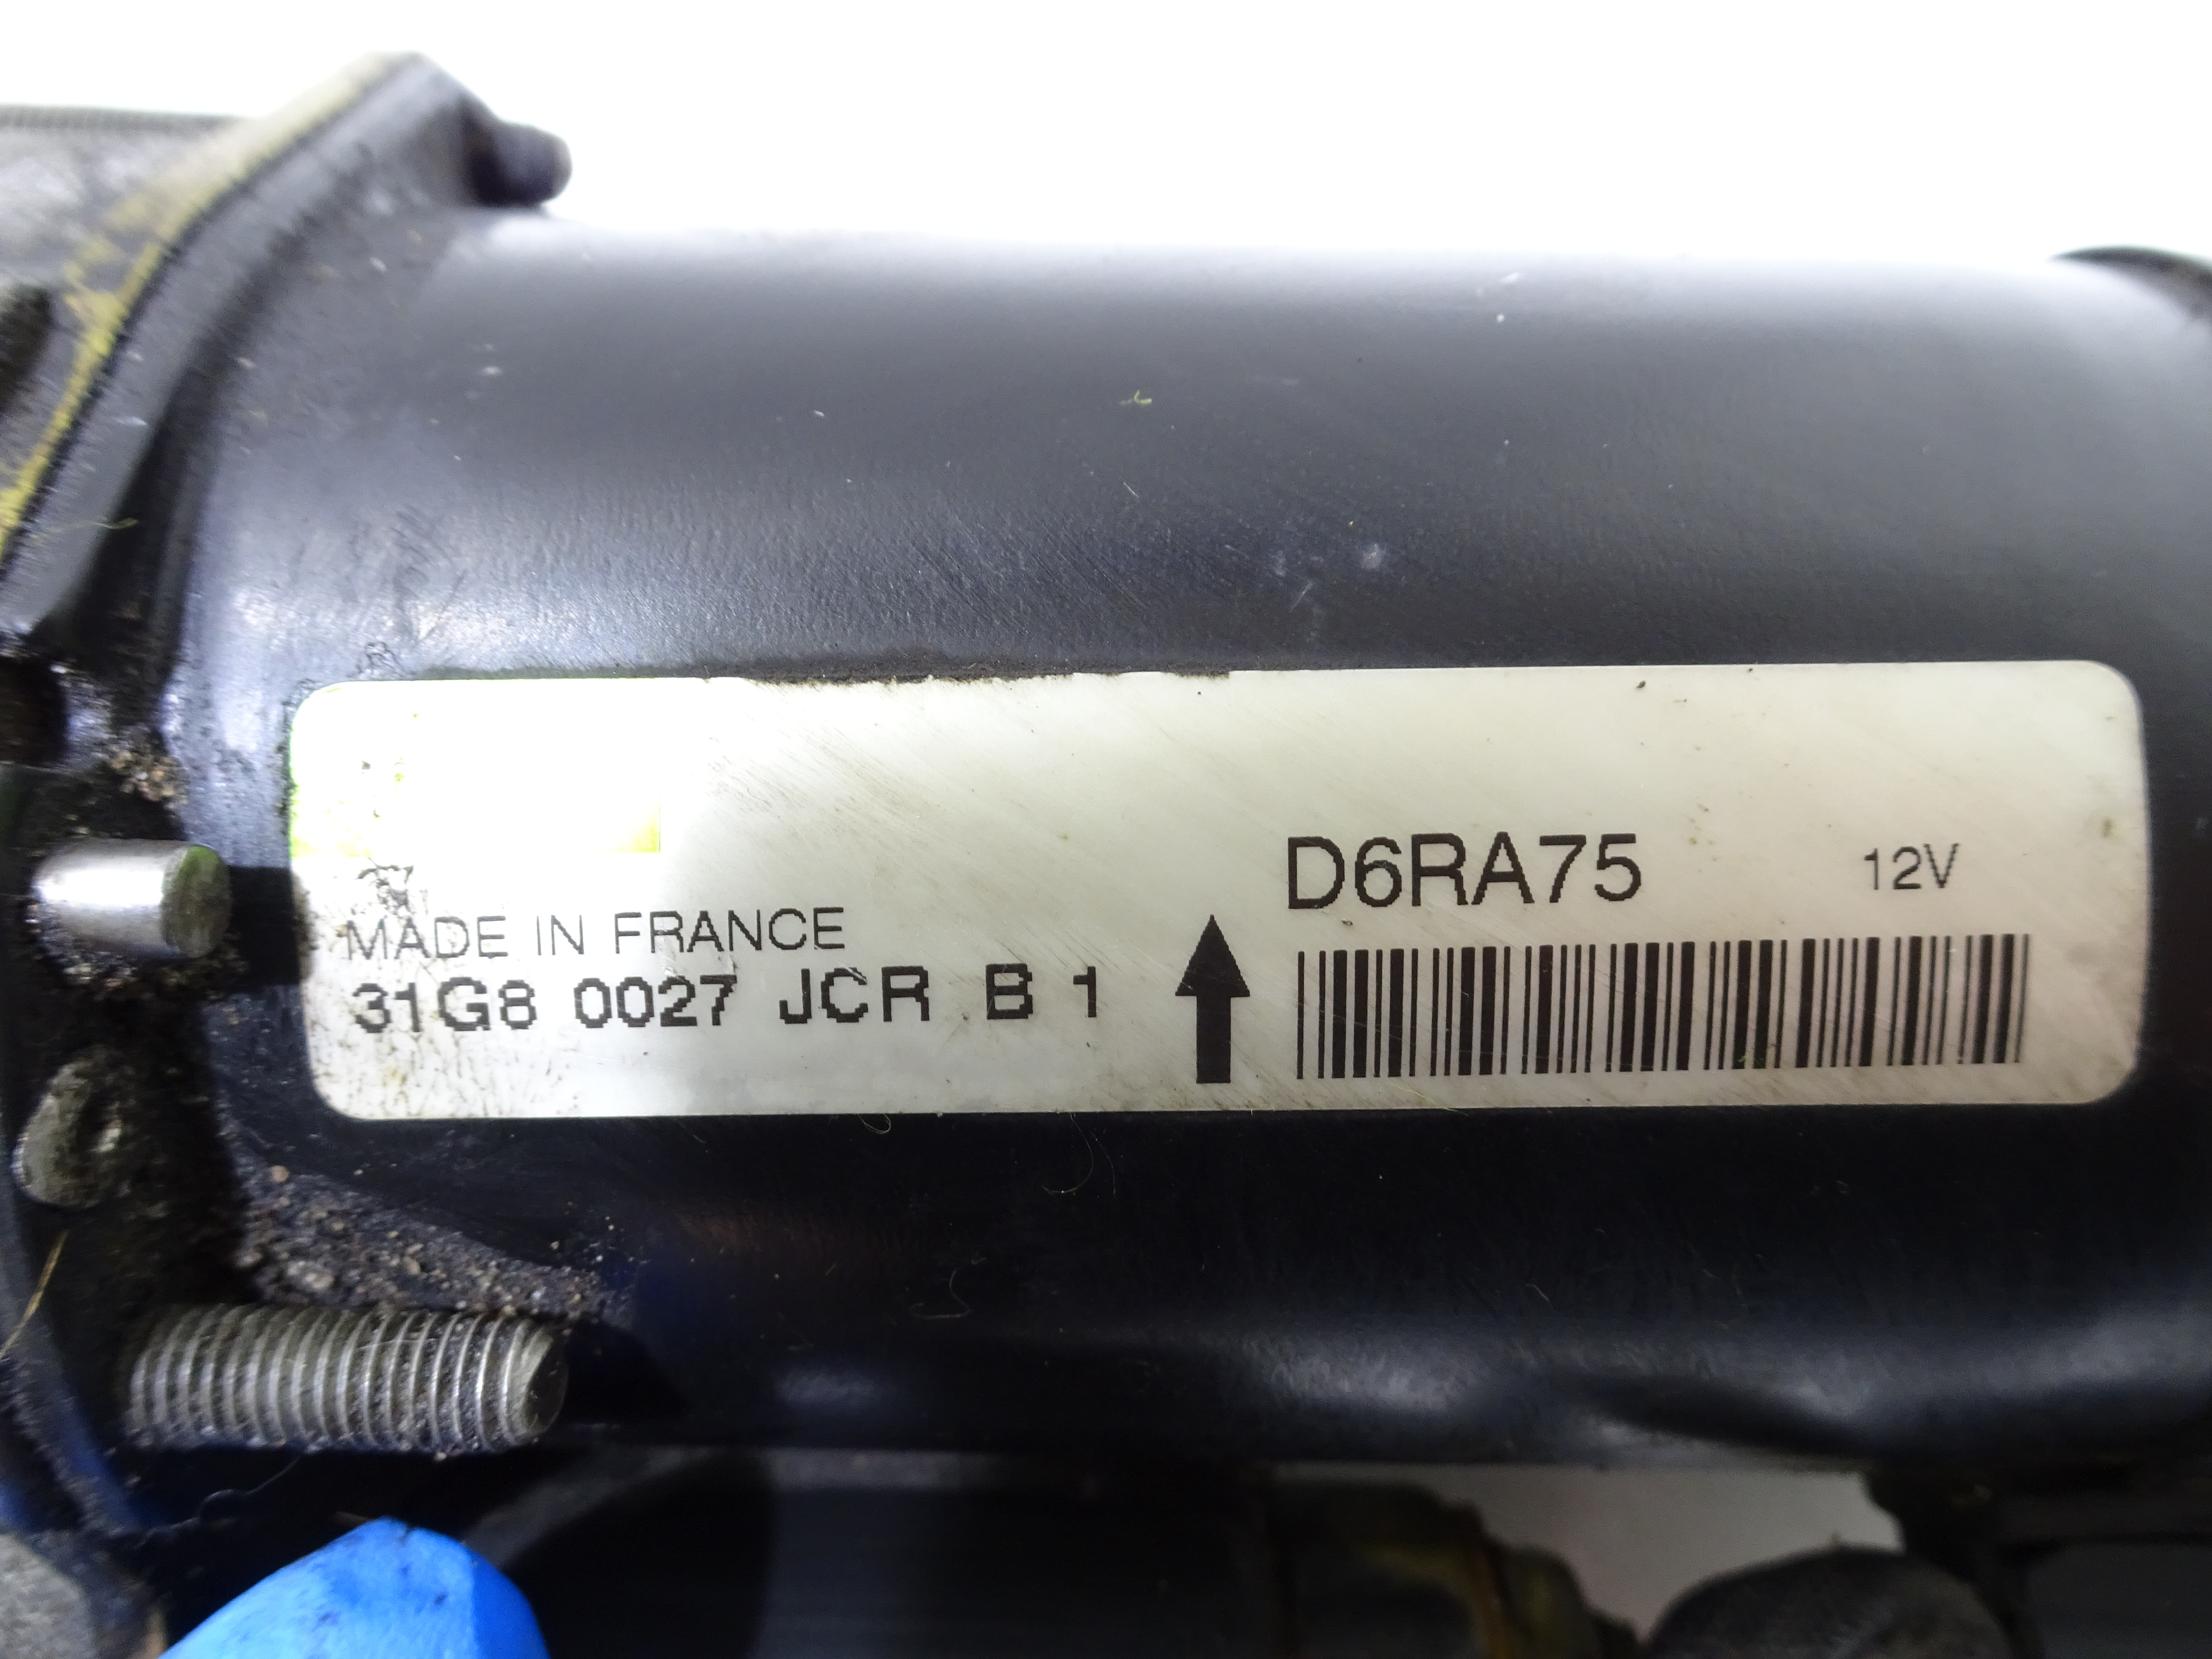 D6RA75 12V
MADE IN FRANCE
31G8 0027 JCR B 1